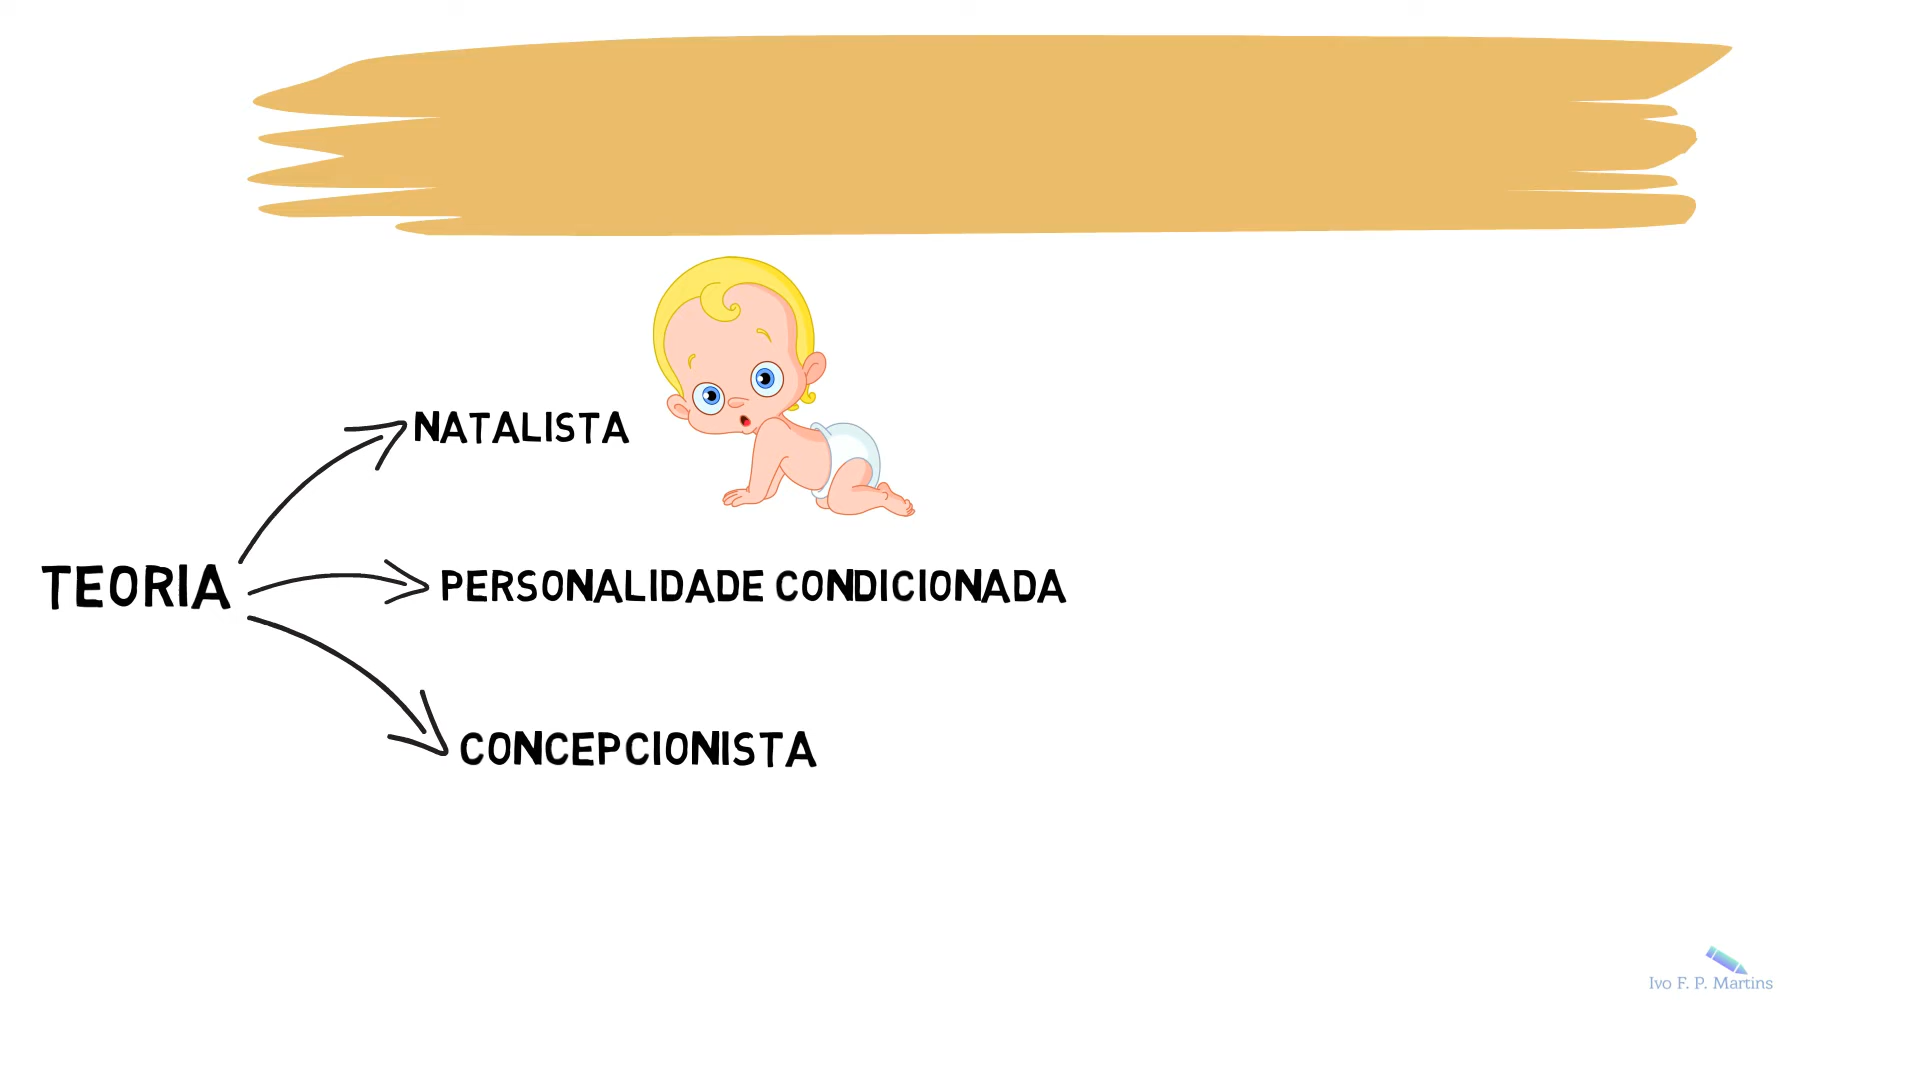 NATALISTA
TEORIA
PERSONALIDADE CONDICIONADA
CONCEPCIONISTA
Ivo F. P. Martins